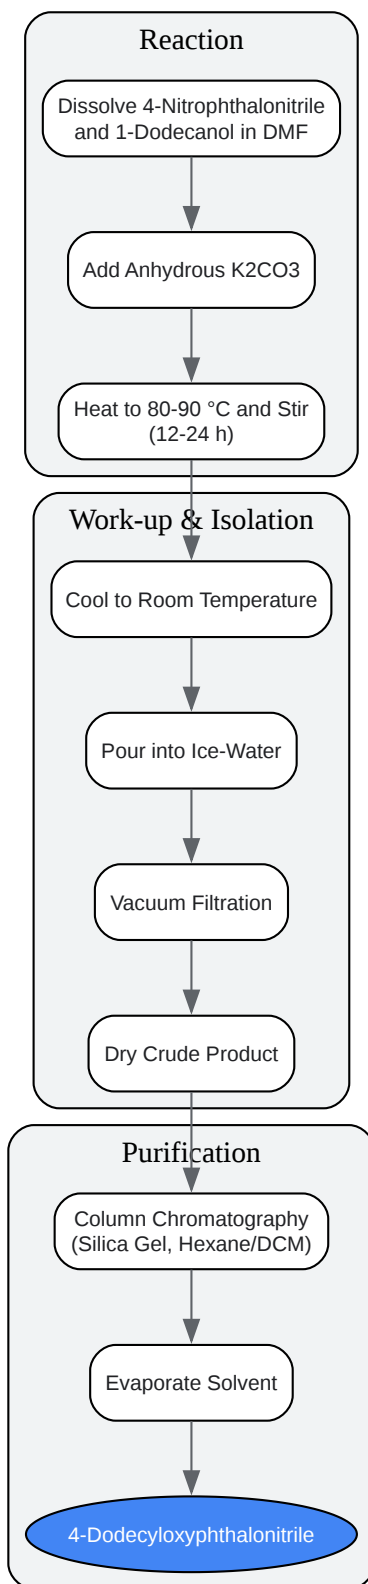 Reaction
Dissolve 4-Nitrophthalonitrile
and 1-Dodecanol in DMF
Add Anhydrous K2CO3
Heat to 80-90 °C and Stir
(12-24 h)
Work-up & Isolation
Cool to Room Temperature
Pour into Ice-Water
Vacuum Filtration
Dry Crude Product
Purification
Column Chromatography
(Silica Gel, Hexane/DCM)
Evaporate Solvent
4-Dodecyloxyphthalonitrile